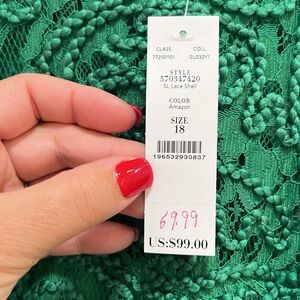 CLASS COLL
772101101 SU232Y1
STYLE
570347420
SL Lace Shell
COLOR
Amazon
SIZE
18
196532930837
69.99
US:$99.00